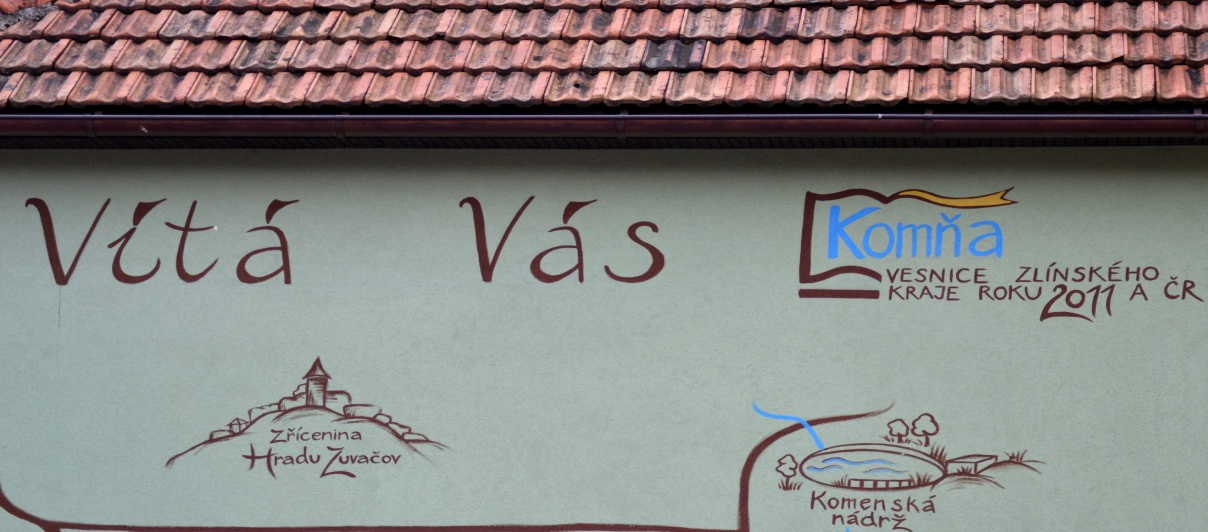 Vítá Vás
Komňa
VESNICE ZLÍNSKÉHO
KRAJE ROKU 2011 A ČR
Zřícenina
Hradu Zuvačov
Komenská
nádrž